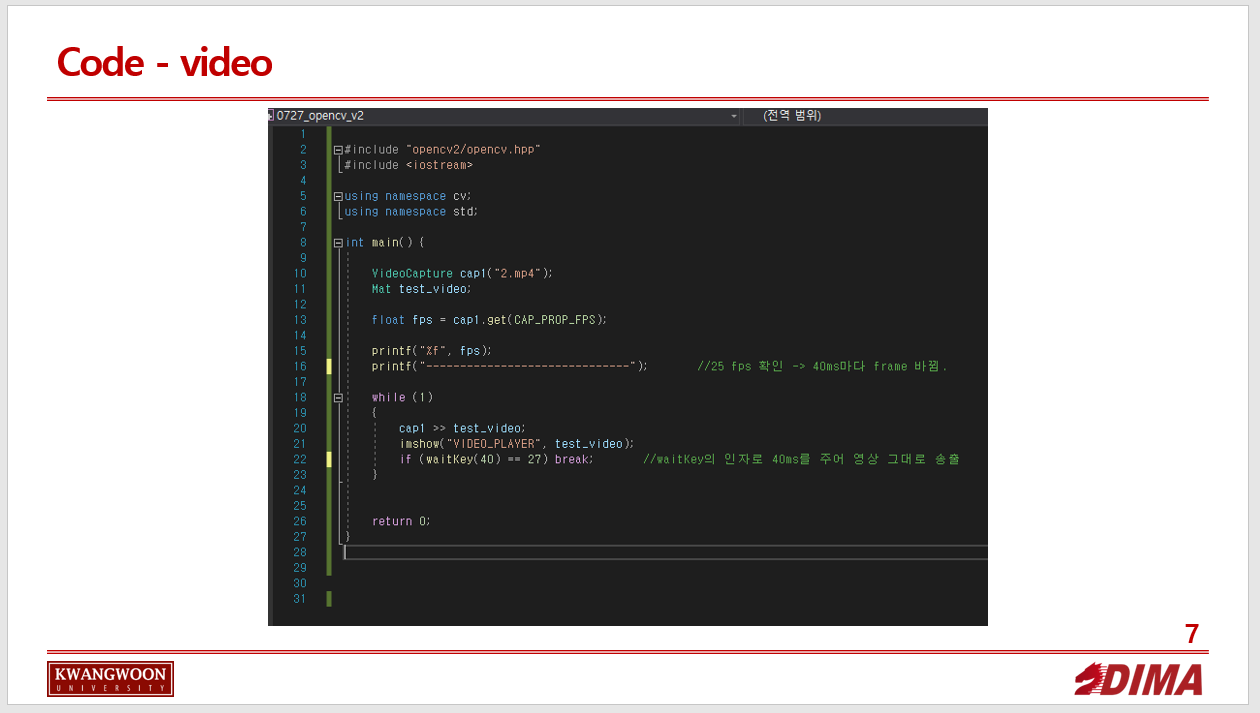 Code - video
0727_opencv_v2 (전역 범위)
1
2 #include "opencv2/opencv.hpp"
3 #include <iostream>
4
5 using namespace cv;
6 using namespace std;
7
8 int main() {
9
10 VideoCapture cap1("2.mp4");
11 Mat test_video;
12
13 float fps = cap1.get(CAP_PROP_FPS);
14
15 printf("%f", fps);
16 printf("------------------------------"); //25 fps 확인 -> 40ms마다 frame 바뀜.
17
18 while (1)
19 {
20 cap1 >> test_video;
21 imshow("VIDEO_PLAYER", test_video);
22 if (waitKey(40) == 27) break; //waitKey의 인자로 40ms를 주어 영상 그대로 송출
23 }
24
25
26 return 0;
27 }
28
29
30
31
7
KWANGWOON
UNIVERSITY
DIMA